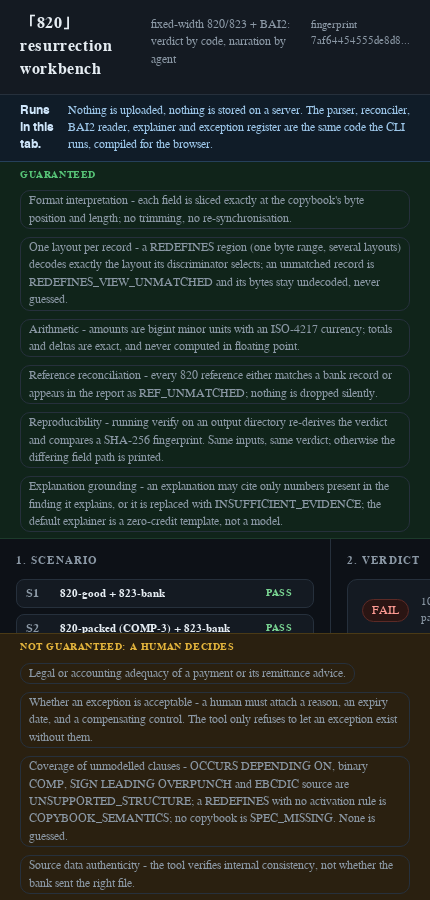 「820」
resurrection
workbench
fixed-width 820/823 + BAI2:
verdict by code, narration by
agent
fingerprint
7af64454555de8d8...
Runs
in this
tab.
Nothing is uploaded, nothing is stored on a server. The parser, reconciler,
BAI2 reader, explainer and exception register are the same code the CLI
runs, compiled for the browser.
GUARANTEED
Format interpretation - each field is sliced exactly at the copybook's byte
position and length; no trimming, no re-synchronisation.
One layout per record - a REDEFINES region (one byte range, several layouts)
decodes exactly the layout its discriminator selects; an unmatched record is
REDEFINES_VIEW_UNMATCHED and its bytes stay undecoded, never
guessed.
Arithmetic - amounts are bigint minor units with an ISO-4217 currency; totals
and deltas are exact, and never computed in floating point.
Reference reconciliation - every 820 reference either matches a bank record or
appears in the report as REF_UNMATCHED; nothing is dropped silently.
Reproducibility - running verify on an output directory re-derives the verdict
and compares a SHA-256 fingerprint. Same inputs, same verdict; otherwise the
differing field path is printed.
Explanation grounding - an explanation may cite only numbers present in the
finding it explains, or it is replaced with INSUFFICIENT_EVIDENCE; the
default explainer is a zero-credit template, not a model.
1. SCENARIO
S1 820-good + 823-bank PASS
S2 820-packed (COMP-3) + 823-bank PASS
2. VERDICT
FAIL
NOT GUARANTEED: A HUMAN DECIDES
Legal or accounting adequacy of a payment or its remittance advice.
Whether an exception is acceptable - a human must attach a reason, an expiry
date, and a compensating control. The tool only refuses to let an exception exist
without them.
Coverage of unmodelled clauses - OCCURS DEPENDING ON, binary
COMP, SIGN LEADING OVERPUNCH and EBCDIC source are
UNSUPPORTED_STRUCTURE; a REDEFINES with no activation rule is
COPYBOOK_SEMANTICS; no copybook is SPEC_MISSING. None is
guessed.
Source data authenticity - the tool verifies internal consistency, not whether the
bank sent the right file.